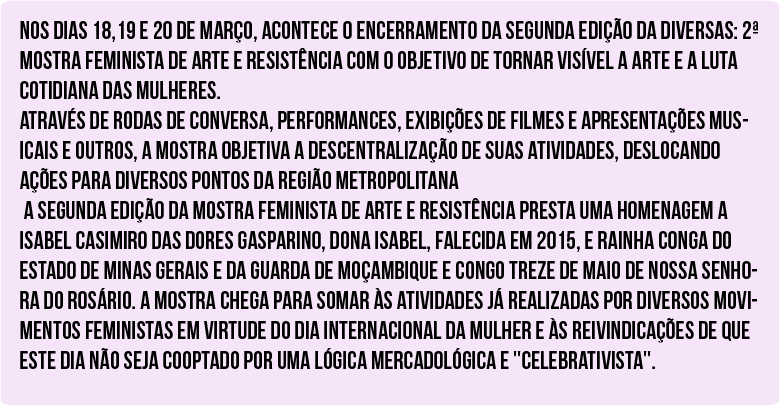 NOS DIAS 18,19 E 20 DE MARÇO, ACONTECE O ENCERRAMENTO DA SEGUNDA EDIÇÃO DA DIVERSAS: 2ª
MOSTRA FEMINISTA DE ARTE E RESISTÊNCIA COM O OBJETIVO DE TORNAR VISÍVEL A ARTE E A LUTA
COTIDIANA DAS MULHERES.
ATRAVÉS DE RODAS DE CONVERSA, PERFORMANCES, EXIBIÇÕES DE FILMES E APRESENTAÇÕES MUS-
ICAIS E OUTROS, A MOSTRA OBJETIVA A DESCENTRALIZAÇÃO DE SUAS ATIVIDADES, DESLOCANDO
AÇÕES PARA DIVERSOS PONTOS DA REGIÃO METROPOLITANA
A SEGUNDA EDIÇÃO DA MOSTRA FEMINISTA DE ARTE E RESISTÊNCIA PRESTA UMA HOMENAGEM A
ISABEL CASIMIRO DAS DORES GASPARINO, DONA ISABEL, FALECIDA EM 2015, E RAINHA CONGA DO
ESTADO DE MINAS GERAIS E DA GUARDA DE MOÇAMBIQUE E CONGO TREZE DE MAIO DE NOSSA SENHO-
RA DO ROSÁRIO. A MOSTRA CHEGA PARA SOMAR ÀS ATIVIDADES JÁ REALIZADAS POR DIVERSOS MOVI-
MENTOS FEMINISTAS EM VIRTUDE DO DIA INTERNACIONAL DA MULHER E ÀS REIVINDICAÇÕES DE QUE
ESTE DIA NÃO SEJA COOPTADO POR UMA LÓGICA MERCADOLÓGICA E "CELEBRATIVISTA".